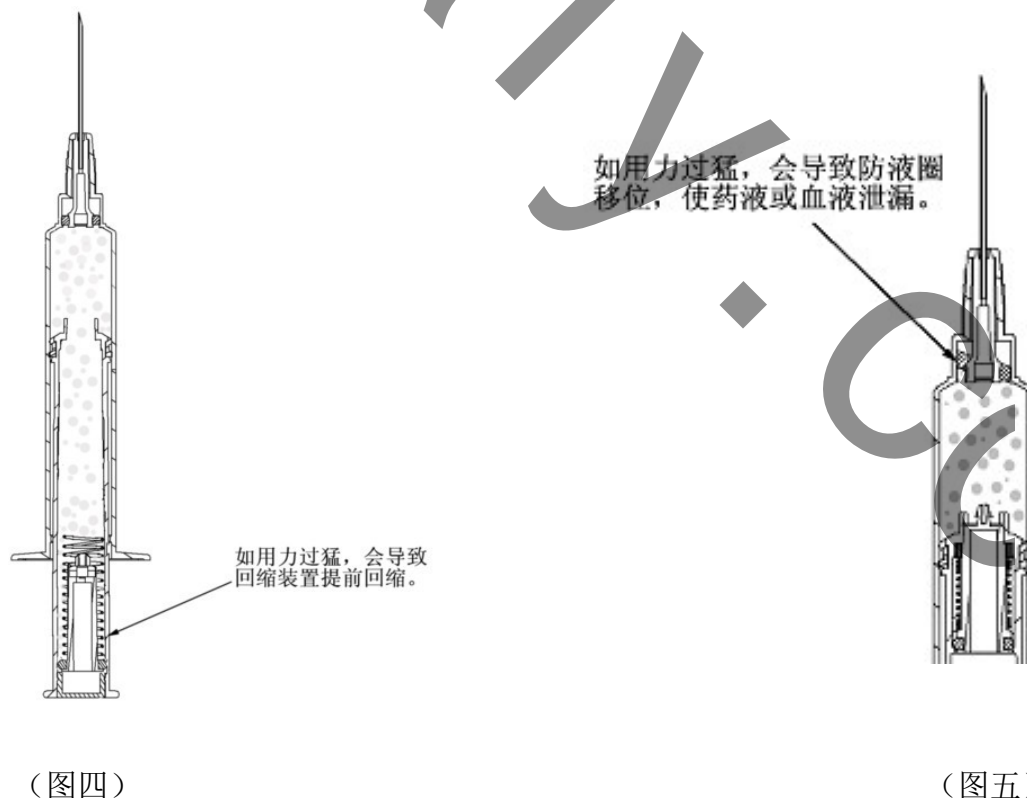 如用力过猛，会导致防液圈
移位，使药液或血液泄漏。
如用力过猛，会导致
回缩装置提前回缩。
（图四）
（图五）